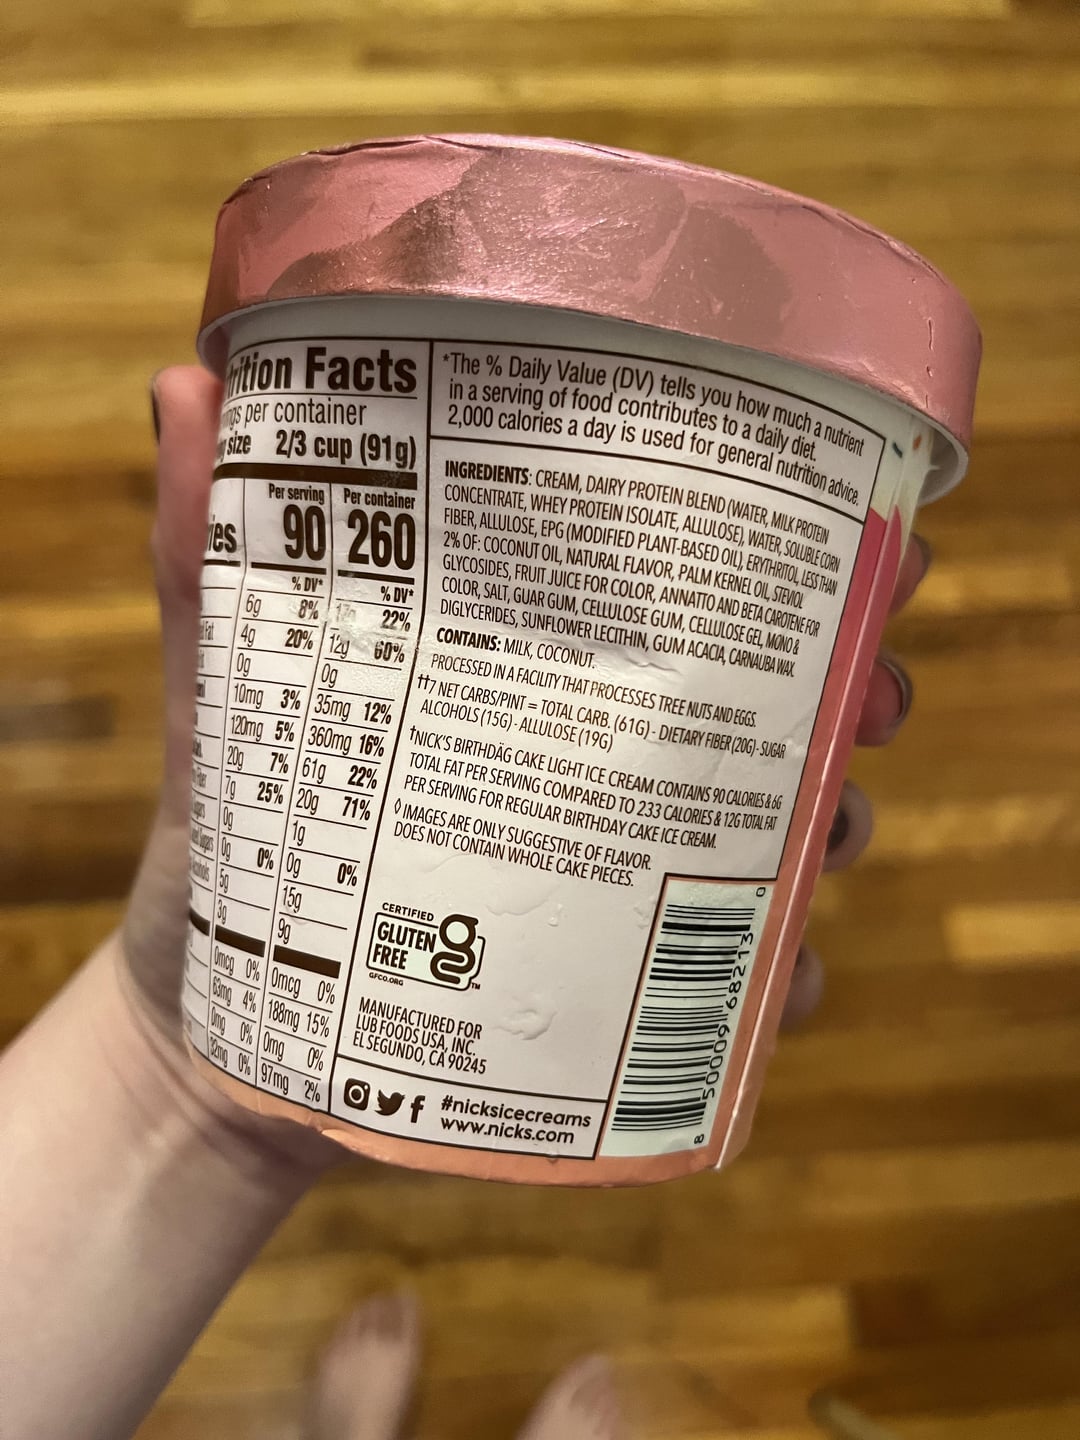 trition Facts
ngs per container
size 2/3 cup (91g)
Per serving Per container
ies 90 260
% DV* % DV*
6g 8% 17g 22%
Fat 4g 20% 12g 60%
0g 0g
10mg 3% 35mg 12%
120mg 5% 360mg 16%
20g 7% 61g 22%
7g 25% 20g 71%
0g 1g
0g 0% 0g 0%
5g 15g
3g 9g
0mcg 0% 0mcg 0%
63mg 4% 188mg 15%
0mg 0% 0mg 0%
32mg 0% 97mg 2%
*The % Daily Value (DV) tells you how much a nutrient
in a serving of food contributes to a daily diet.
2,000 calories a day is used for general nutrition advice.
INGREDIENTS: CREAM, DAIRY PROTEIN BLEND (WATER, MILK PROTEIN
CONCENTRATE, WHEY PROTEIN ISOLATE, ALLULOSE), WATER, SOLUBLE CORN
FIBER, ALLULOSE, EPG (MODIFIED PLANT-BASED OIL), ERYTHRITOL, LESS THAN
2% OF: COCONUT OIL, NATURAL FLAVOR, PALM KERNEL OIL, STEVIOL
GLYCOSIDES, FRUIT JUICE FOR COLOR, ANNATTO AND BETA CAROTENE FOR
COLOR, SALT, GUAR GUM, CELLULOSE GUM, CELLULOSE GEL, MONO &
DIGLYCERIDES, SUNFLOWER LECITHIN, GUM ACACIA, CARNAUBA WAX.
CONTAINS: MILK, COCONUT.
PROCESSED IN A FACILITY THAT PROCESSES TREE NUTS AND EGGS.
††7 NET CARBS/PINT = TOTAL CARB. (61G) - DIETARY FIBER (20G) - SUGAR
ALCOHOLS (15G) - ALLULOSE (19G)
†NICK'S BIRTHDÄG CAKE LIGHT ICE CREAM CONTAINS 90 CALORIES & 6G
TOTAL FAT PER SERVING COMPARED TO 233 CALORIES & 12G TOTAL FAT
PER SERVING FOR REGULAR BIRTHDAY CAKE ICE CREAM.
◊ IMAGES ARE ONLY SUGGESTIVE OF FLAVOR.
DOES NOT CONTAIN WHOLE CAKE PIECES.
CERTIFIED
GLUTEN
FREE
GFCO.ORG
TM
MANUFACTURED FOR
LUB FOODS USA, INC.
EL SEGUNDO, CA 90245
#nicksicecreams
www.nicks.com
8 50009 68213 0